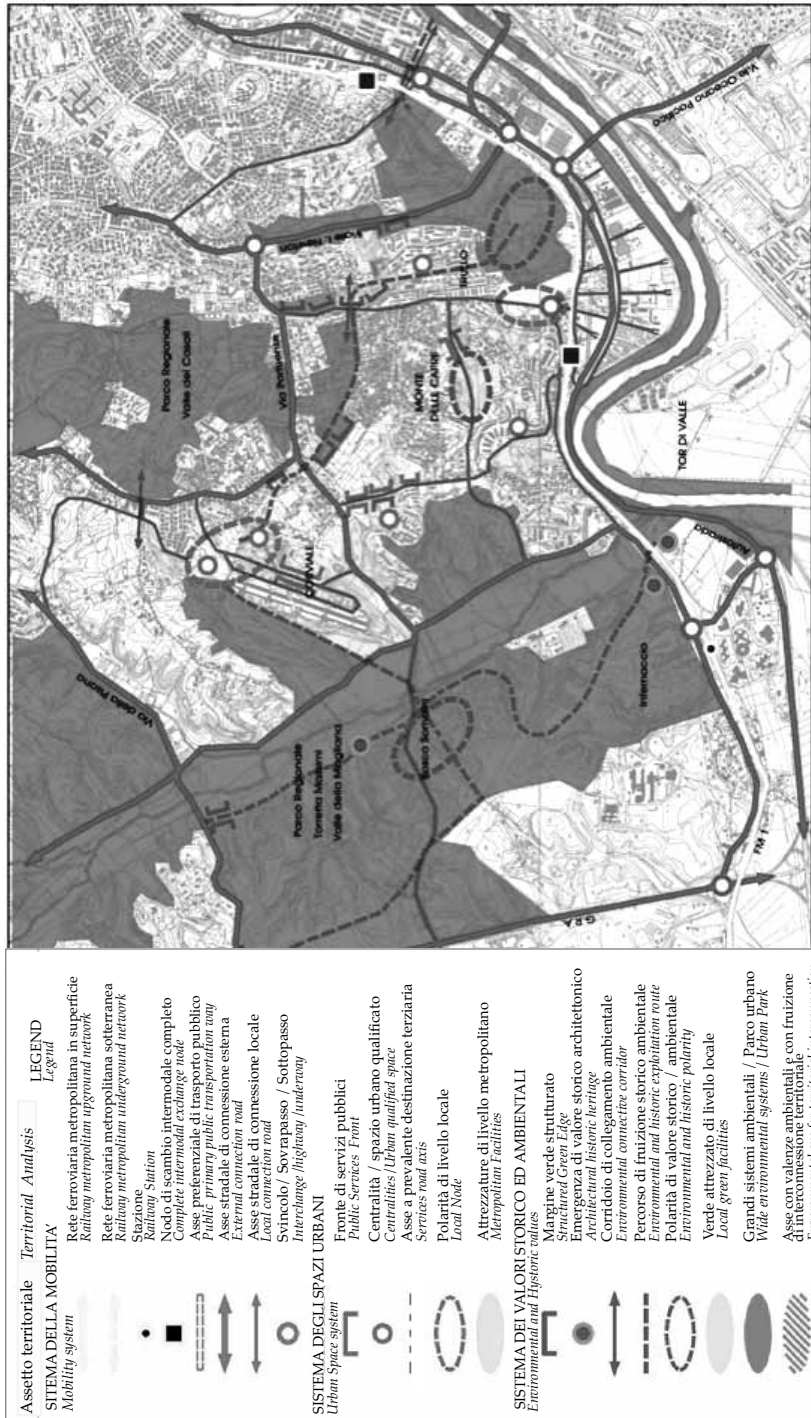 Assetto territoriale Territorial Analysis
LEGEND
Legend
SITEMA DELLA MOBILITA'
Mobility system
Rete ferroviaria metropolitana in superficie
Railway metropolitan upground network
Rete ferroviaria metropolitana sotterranea
Railway metropolitan underground network
Stazione
Railway Station
Nodo di scambio intermodale completo
Complete intermodal exchange node
Asse preferenziale di trasporto pubblico
Public primary public transportation way
Asse stradale di connessione esterna
External connection road
Asse stradale di connessione locale
Local connection road
Svincolo/ Sovrapasso / Sottopasso
Interchange /highway /underway
SISTEMA DEGLI SPAZI URBANI
Urban Space system
Fronte di servizi pubblici
Public Services Front
Centralità / spazio urbano qualificato
Centralities /Urban qualified space
Asse a prevalente destinazione terziaria
Services road axis
Polarità di livello locale
Local Node
Attrezzature di livello metropolitano
Metropolitan Facilities
SISTEMA DEI VALORI STORICO ED AMBIENTALI
Environmental and Hystoric values
Margine verde strutturato
Structured Green Edge
Emergenza di valore storico architettonico
Architectural historic heritage
Corridoio di collegamento ambientale
Environmental connective corridor
Percorso di fruizione storico ambientale
Environmental and historic exploitation route
Polarità di valore storico / ambientale
Environmental and historic polarity
Verde attrezzato di livello locale
Local green facilities
Grandi sistemi ambientali / Parco urbano
Wide environmental systems / Urban Park
Asse con valenze ambientali e con fruizione
di interconnessione territoriale
Via della Pisana
Parco Regionale
Valle dei Casali
Via Portuense
Viale I. Newton
V.le Oceano Pacifico
TRULLO
MONTE
DELLE CAPRE
CORVIALE
Parco Regionale
Tenuta Massimi
Valle della Magliana
Infernaccio
TOR DI VALLE
Autostrada
G R A
FM 1